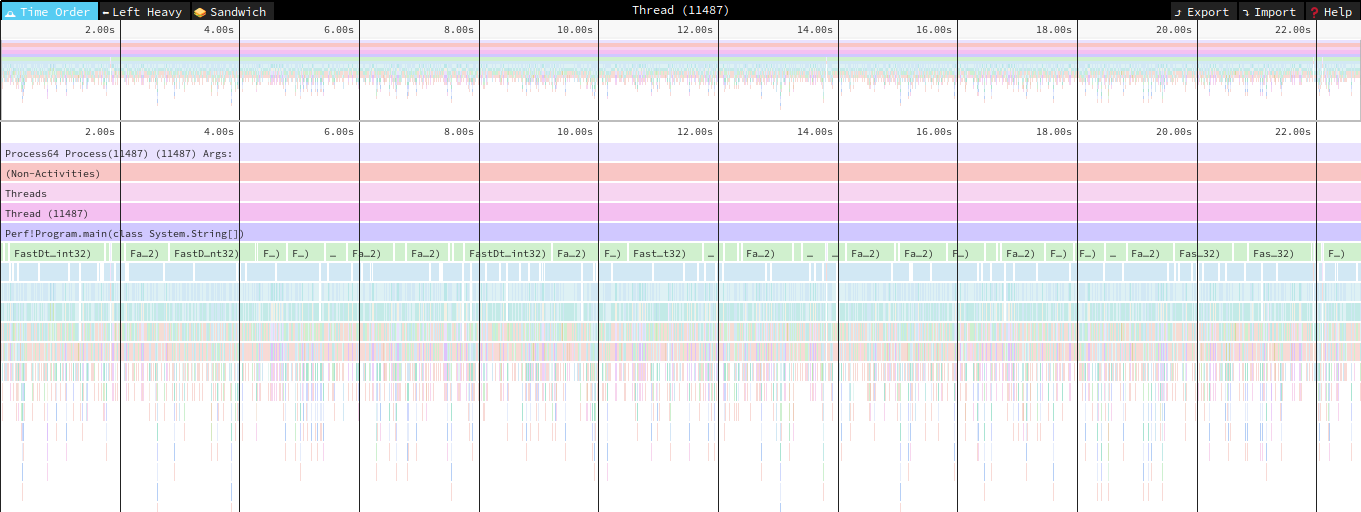 Time Order Left Heavy Sandwich Thread (11487) Export Import Help
2.00s 4.00s 6.00s 8.00s 10.00s 12.00s 14.00s 16.00s 18.00s 20.00s 22.00s
2.00s 4.00s 6.00s 8.00s 10.00s 12.00s 14.00s 16.00s 18.00s 20.00s 22.00s
Process64 Process(11487) (11487) Args:
(Non-Activities)
Threads
Thread (11487)
Perf!Program.main(class System.String[])
FastDt…int32) Fa…2) FastD…nt32) F…) F…) … Fa…2) Fa…2) FastDt…int32) Fa…2) F…) Fast…t32) … Fa…2) … … Fa…2) Fa…2) F…) Fa…2) F…) F…) … Fa…2) Fas…32) Fas…32) F…)